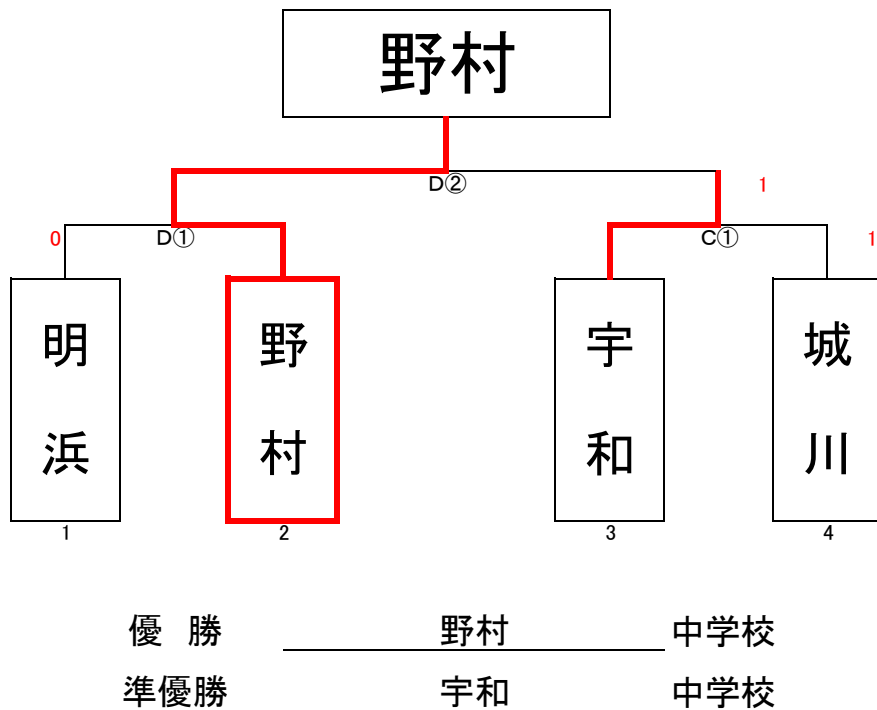 野村
D② 1
0 D① C① 1
明浜 野村 宇和 城川
1 2 3 4
優 勝 野村 中学校
準優勝 宇和 中学校